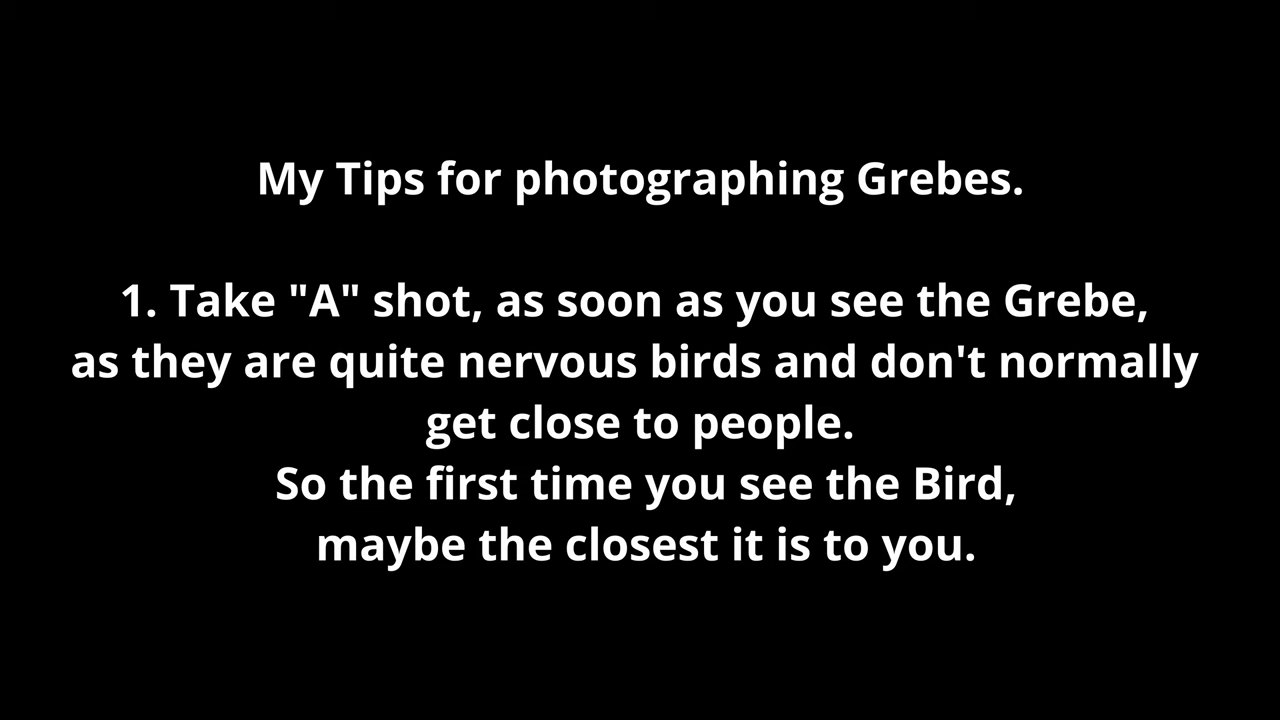 My Tips for photographing Grebes.
1. Take "A" shot, as soon as you see the Grebe,
as they are quite nervous birds and don't normally
get close to people.
So the first time you see the Bird,
maybe the closest it is to you.